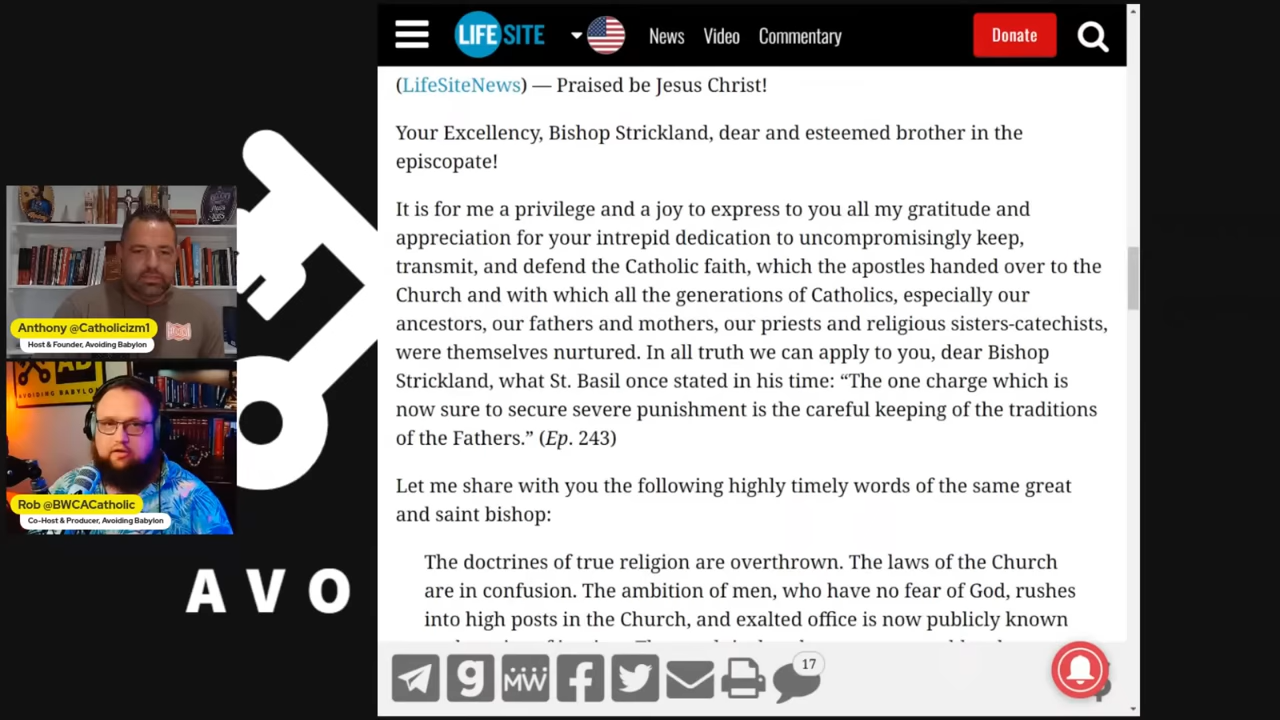 LIFE SITE
News Video Commentary
Donate
(LifeSiteNews) — Praised be Jesus Christ!
Your Excellency, Bishop Strickland, dear and esteemed brother in the
episcopate!
It is for me a privilege and a joy to express to you all my gratitude and
appreciation for your intrepid dedication to uncompromisingly keep,
transmit, and defend the Catholic faith, which the apostles handed over to the
Church and with which all the generations of Catholics, especially our
ancestors, our fathers and mothers, our priests and religious sisters-catechists,
were themselves nurtured. In all truth we can apply to you, dear Bishop
Strickland, what St. Basil once stated in his time: “The one charge which is
now sure to secure severe punishment is the careful keeping of the traditions
of the Fathers.” (Ep. 243)
Let me share with you the following highly timely words of the same great
and saint bishop:
The doctrines of true religion are overthrown. The laws of the Church
are in confusion. The ambition of men, who have no fear of God, rushes
into high posts in the Church, and exalted office is now publicly known
g
MW
17
Anthony @Catholicizm1
Host & Founder, Avoiding Babylon
AB
AVOIDING BABYLON
Rob @BWCACatholic
Co-Host & Producer, Avoiding Babylon
AVO